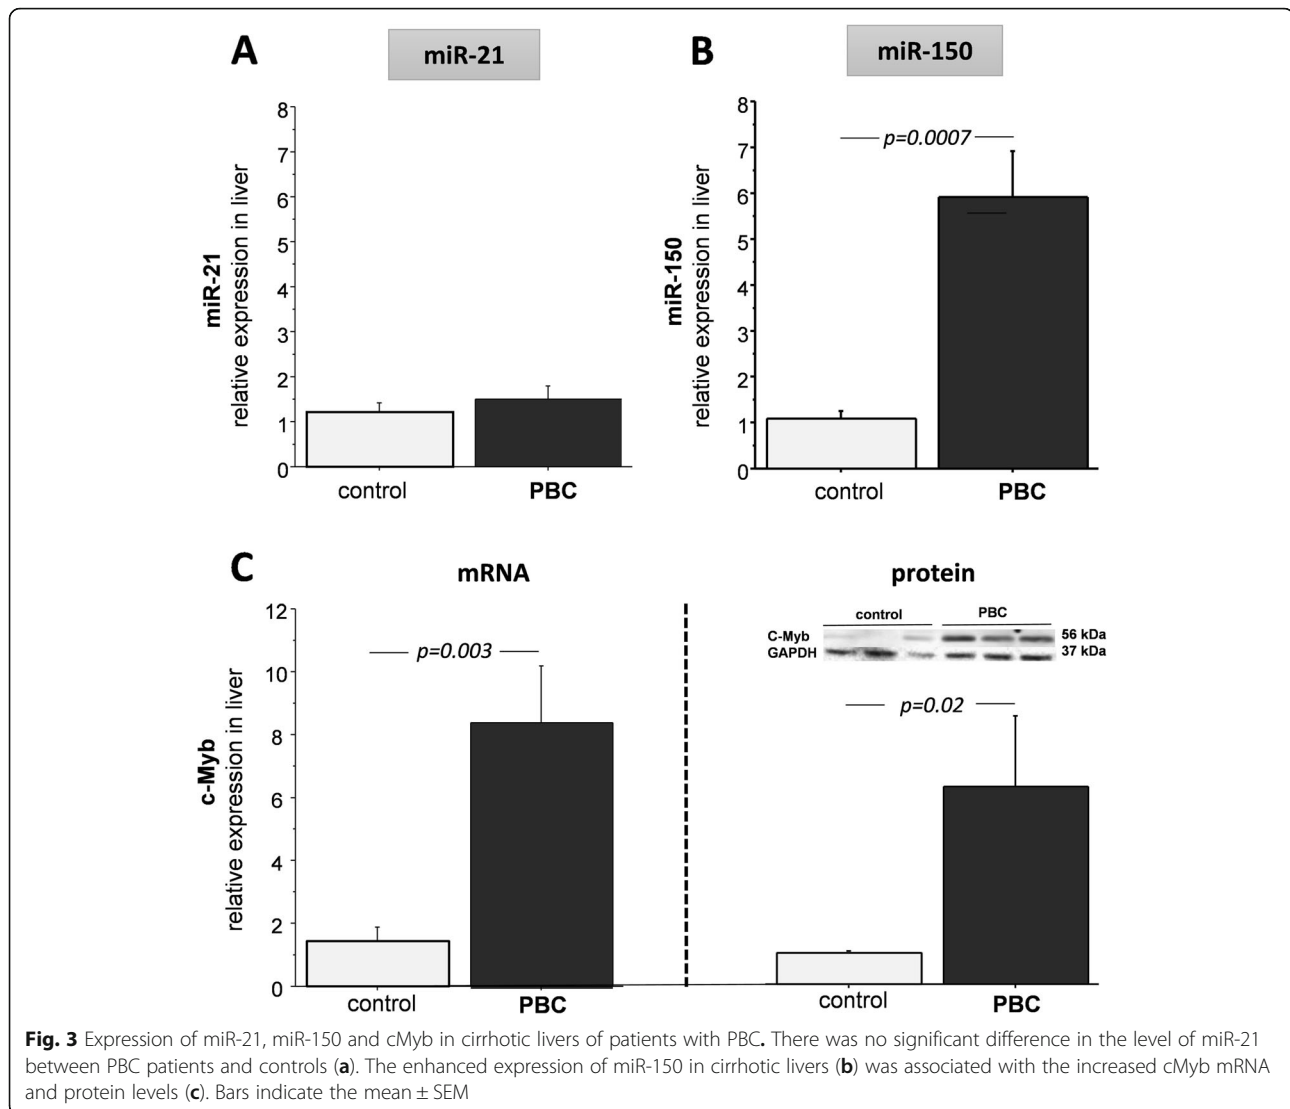 A
miR-21
miR-21
relative expression in liver
8
7
6
5
4
3
2
1
0
control
PBC
B
miR-150
miR-150
relative expression in liver
8
7
6
5
4
3
2
1
0
p=0.0007
control
PBC
C
mRNA
c-Myb
relative expression in liver
12
10
8
6
4
2
0
p=0.003
control
PBC
protein
control
PBC
C-Myb
56 kDa
GAPDH
37 kDa
p=0.02
control
PBC
Fig. 3 Expression of miR-21, miR-150 and cMyb in cirrhotic livers of patients with PBC. There was no significant difference in the level of miR-21
between PBC patients and controls (a). The enhanced expression of miR-150 in cirrhotic livers (b) was associated with the increased cMyb mRNA
and protein levels (c). Bars indicate the mean ± SEM